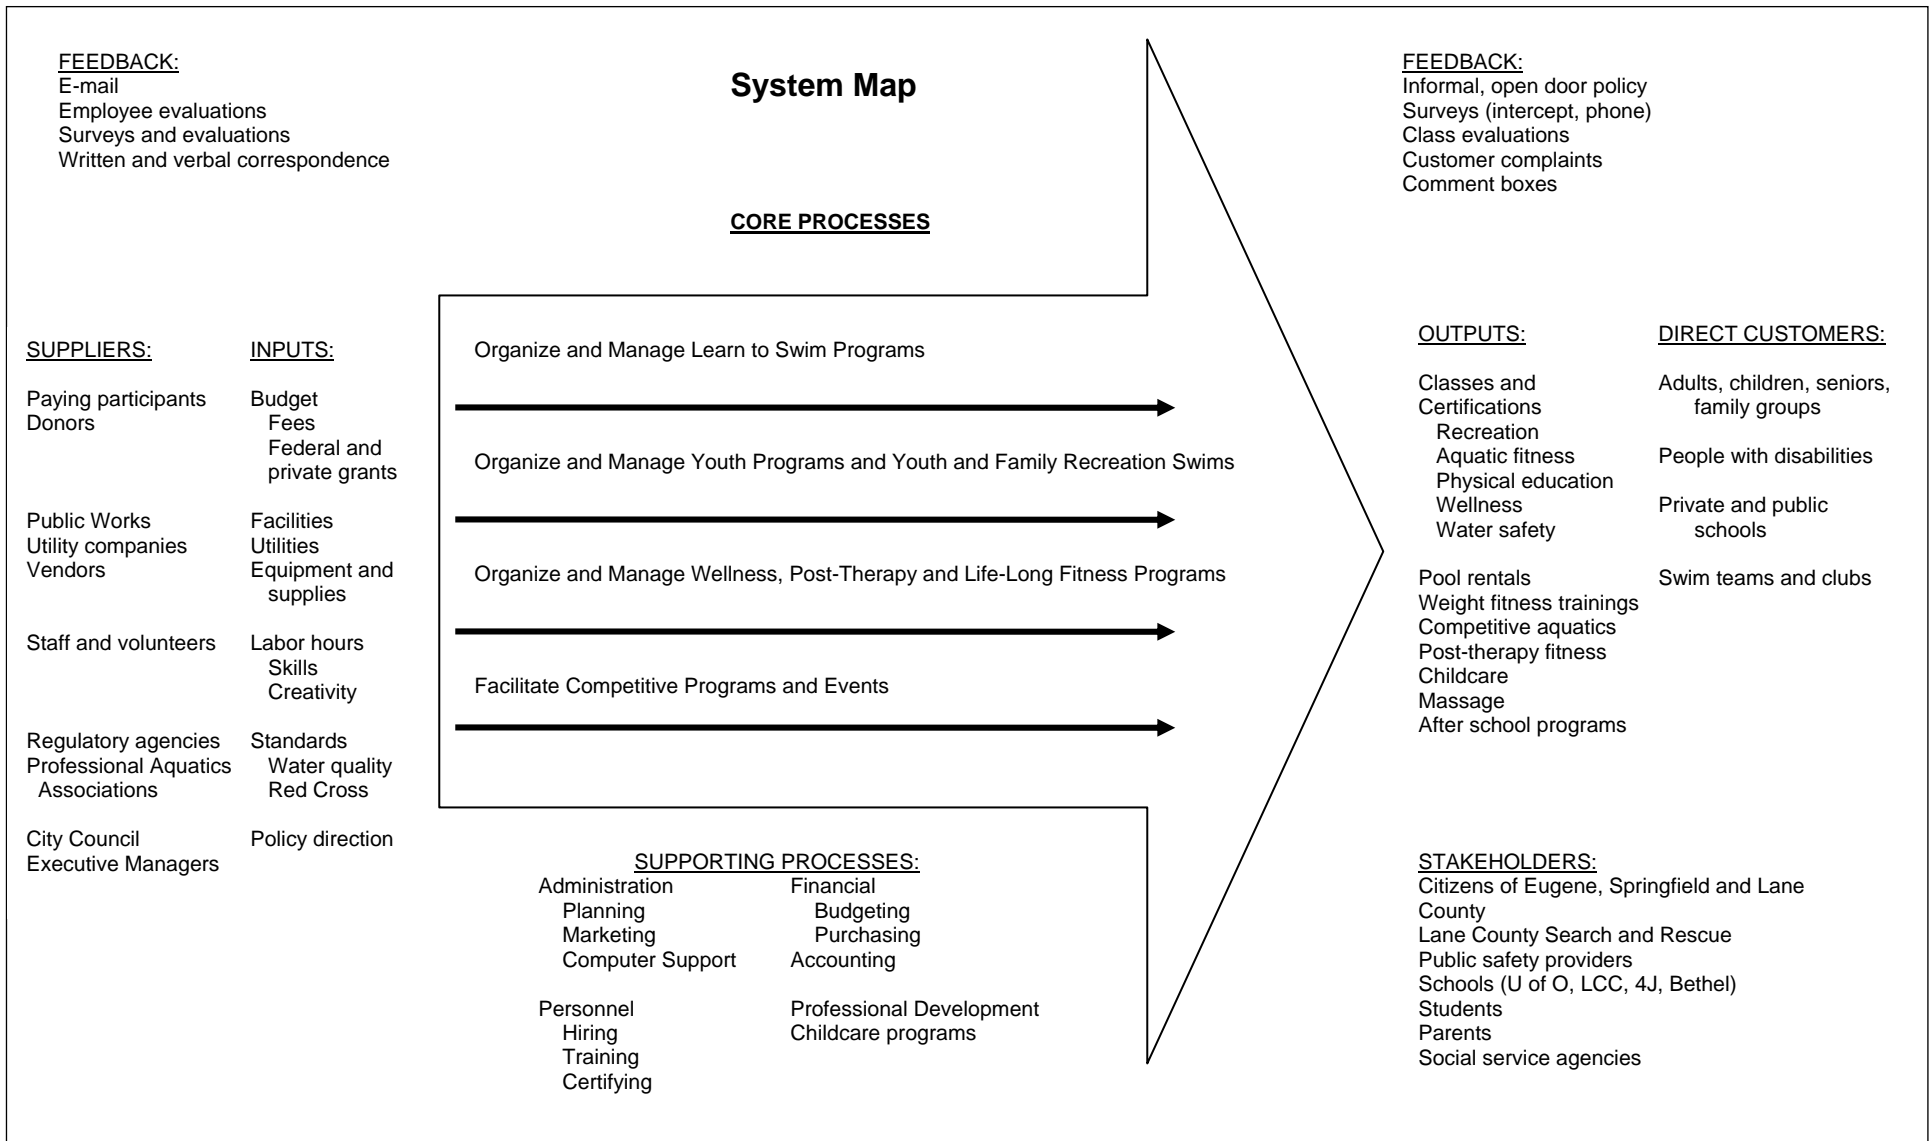 FEEDBACK:
E-mail
Employee evaluations
Surveys and evaluations
Written and verbal correspondence
System Map
CORE PROCESSES
FEEDBACK:
Informal, open door policy
Surveys (intercept, phone)
Class evaluations
Customer complaints
Comment boxes
SUPPLIERS:
Paying participants
Donors
Public Works
Utility companies
Vendors
Staff and volunteers
Regulatory agencies
Professional Aquatics
Associations
City Council
Executive Managers
INPUTS:
Budget
Fees
Federal and
private grants
Facilities
Utilities
Equipment and
supplies
Labor hours
Skills
Creativity
Standards
Water quality
Red Cross
Policy direction
Organize and Manage Learn to Swim Programs
Organize and Manage Youth Programs and Youth and Family Recreation Swims
Organize and Manage Wellness, Post-Therapy and Life-Long Fitness Programs
Facilitate Competitive Programs and Events
OUTPUTS:
Classes and
Certifications
Recreation
Aquatic fitness
Physical education
Wellness
Water safety
Pool rentals
Weight fitness trainings
Competitive aquatics
Post-therapy fitness
Childcare
Massage
After school programs
DIRECT CUSTOMERS:
Adults, children, seniors,
family groups
People with disabilities
Private and public
schools
Swim teams and clubs
SUPPORTING PROCESSES:
Administration
Planning
Marketing
Computer Support
Personnel
Hiring
Training
Certifying
Financial
Budgeting
Purchasing
Accounting
Professional Development
Childcare programs
STAKEHOLDERS:
Citizens of Eugene, Springfield and Lane
County
Lane County Search and Rescue
Public safety providers
Schools (U of O, LCC, 4J, Bethel)
Students
Parents
Social service agencies